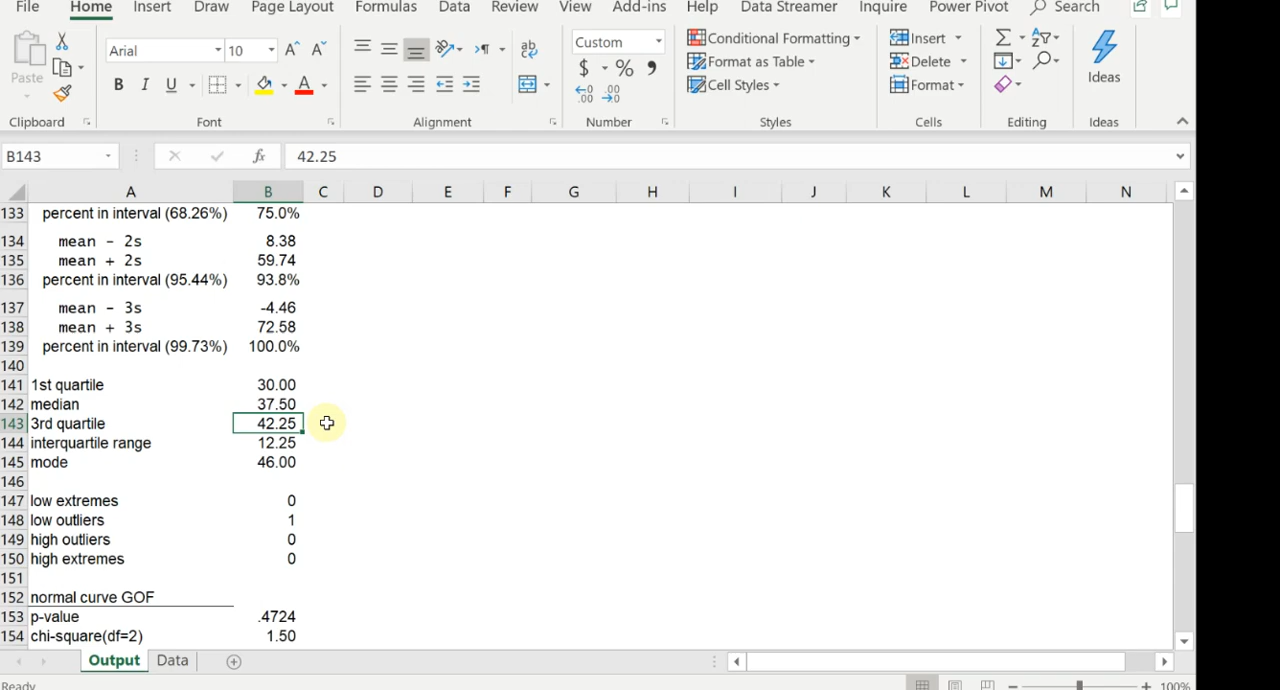 File Home Insert Draw Page Layout Formulas Data Review View Add-ins Help Data Streamer Inquire Power Pivot Search
Paste
Arial 10
B I U
Custom
$ % ,
Conditional Formatting
Format as Table
Cell Styles
Insert
Delete
Format
Ideas
Clipboard Font Alignment Number Styles Cells Editing Ideas
B143 fx 42.25
A B C D E F G H I J K L M N
133 percent in interval (68.26%) 75.0%
134 mean - 2s 8.38
135 mean + 2s 59.74
136 percent in interval (95.44%) 93.8%
137 mean - 3s -4.46
138 mean + 3s 72.58
139 percent in interval (99.73%) 100.0%
140
141 1st quartile 30.00
142 median 37.50
143 3rd quartile 42.25
144 interquartile range 12.25
145 mode 46.00
146
147 low extremes 0
148 low outliers 1
149 high outliers 0
150 high extremes 0
151
152 normal curve GOF
153 p-value .4724
154 chi-square(df=2) 1.50
Output Data
Ready 100%